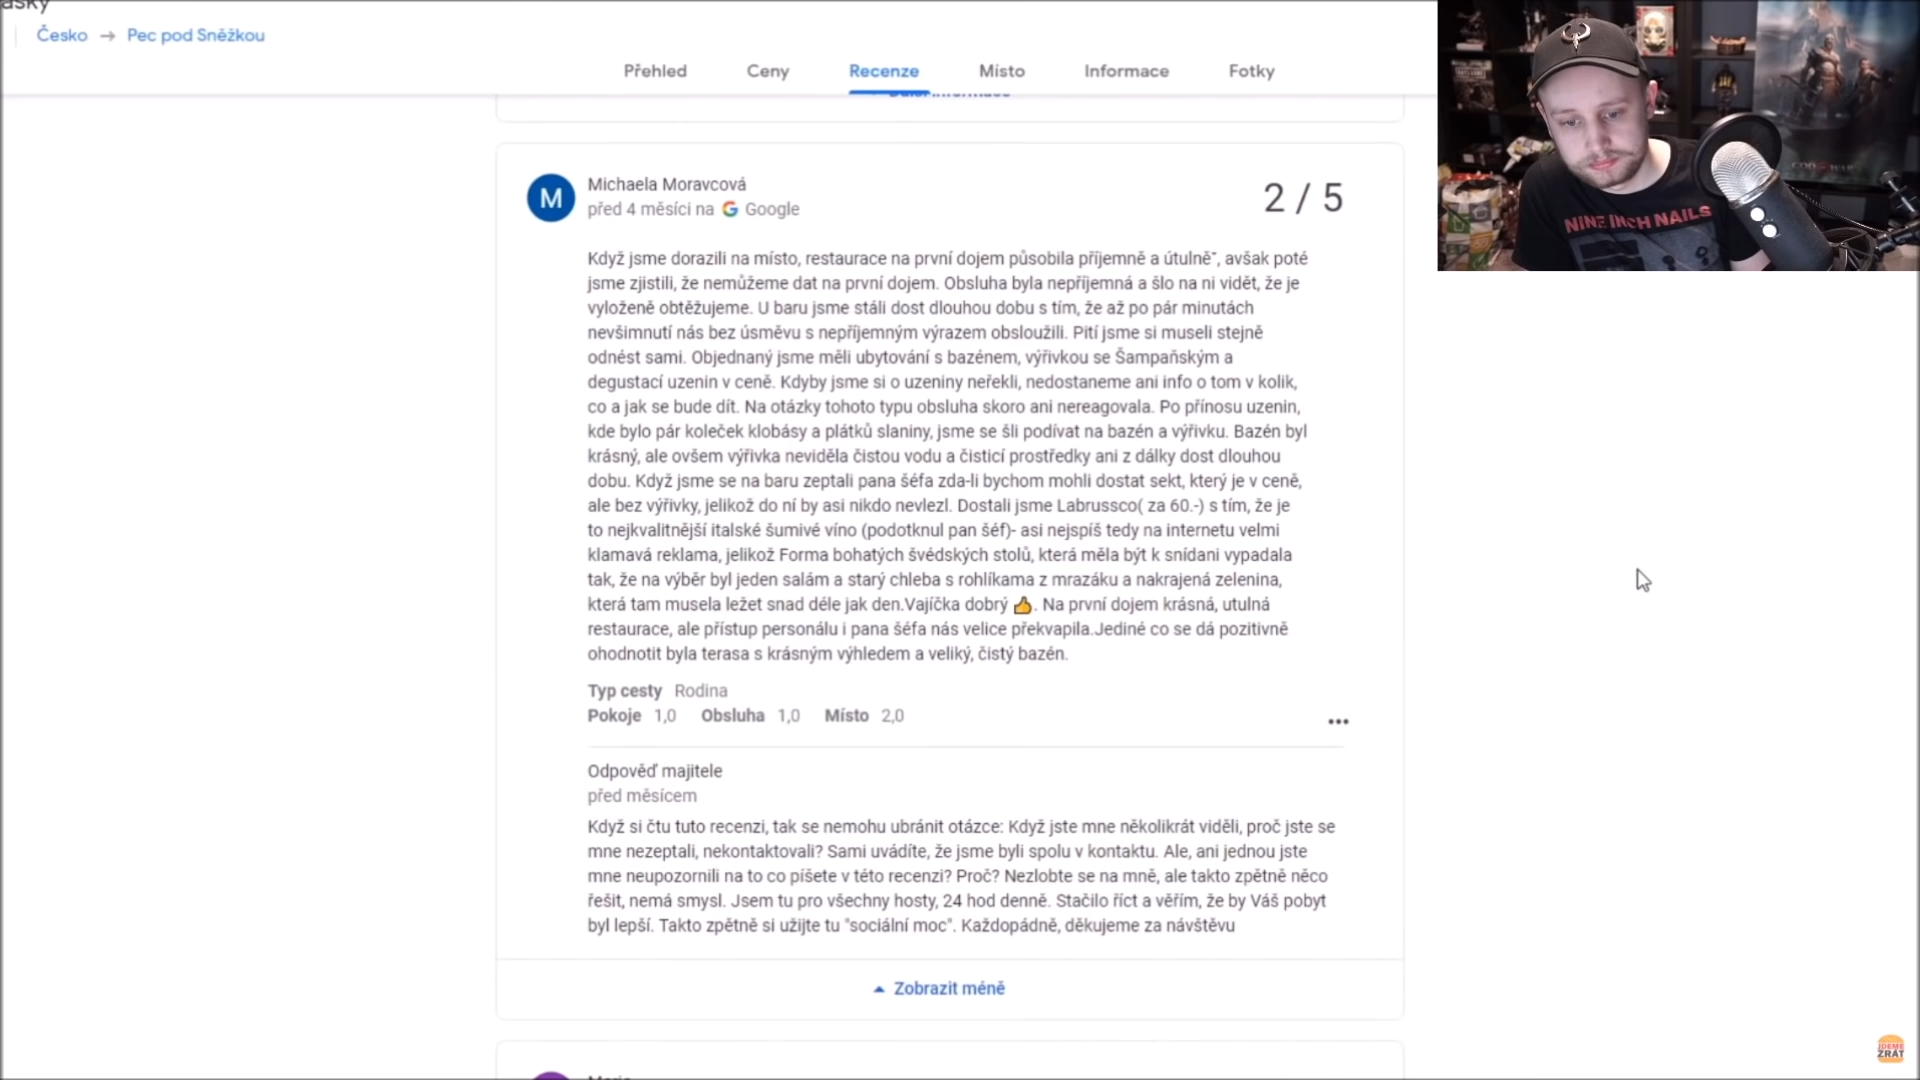 Česko → Pec pod Sněžkou
Přehled Ceny Recenze Místo Informace Fotky
M
Michaela Moravcová
před 4 měsíci na Google
2 / 5
Když jsme dorazili na místo, restaurace na první dojem působila příjemně a útulně˘, avšak poté
jsme zjistili, že nemůžeme dat na první dojem. Obsluha byla nepříjemná a šlo na ni vidět, že je
vyloženě obtěžujeme. U baru jsme stáli dost dlouhou dobu s tím, že až po pár minutách
nevšimnutí nás bez úsměvu s nepříjemným výrazem obsloužili. Pití jsme si museli stejně
odnést sami. Objednaný jsme měli ubytování s bazénem, výřivkou se Šampaňským a
degustací uzenin v ceně. Kdyby jsme si o uzeniny neřekli, nedostaneme ani info o tom v kolik,
co a jak se bude dít. Na otázky tohoto typu obsluha skoro ani nereagovala. Po přínosu uzenin,
kde bylo pár koleček klobásy a plátků slaniny, jsme se šli podívat na bazén a výřivku. Bazén byl
krásný, ale ovšem výřivka neviděla čistou vodu a čisticí prostředky ani z dálky dost dlouhou
dobu. Když jsme se na baru zeptali pana šéfa zda-li bychom mohli dostat sekt, který je v ceně,
ale bez výřivky, jelikož do ní by asi nikdo nevlezl. Dostali jsme Labrussco( za 60.-) s tím, že je
to nejkvalitnější italské šumivé víno (podotknul pan šéf)- asi nejspíš tedy na internetu velmi
klamavá reklama, jelikož Forma bohatých švédských stolů, která měla být k snídani vypadala
tak, že na výběr byl jeden salám a starý chleba s rohlíkama z mrazáku a nakrajená zelenina,
která tam musela ležet snad déle jak den.Vajíčka dobrý 👍. Na první dojem krásná, utulná
restaurace, ale přístup personálu i pana šéfa nás velice překvapila.Jediné co se dá pozitivně
ohodnotit byla terasa s krásným výhledem a veliký, čistý bazén.
Typ cesty Rodina
Pokoje 1,0 Obsluha 1,0 Místo 2,0
Odpověď majitele
před měsícem
Když si čtu tuto recenzi, tak se nemohu ubránit otázce: Když jste mne několikrát viděli, proč jste se
mne nezeptali, nekontaktovali? Sami uvádíte, že jsme byli spolu v kontaktu. Ale, ani jednou jste
mne neupozornili na to co píšete v této recenzi? Proč? Nezlobte se na mně, ale takto zpětně něco
řešit, nemá smysl. Jsem tu pro všechny hosty, 24 hod denně. Stačilo říct a věřím, že by Váš pobyt
byl lepší. Takto zpětně si užijte tu "sociální moc". Každopádně, děkujeme za návštěvu
Zobrazit méně
NINE INCH NAILS
GOD OF WAR
JDEME
ŽRÁT